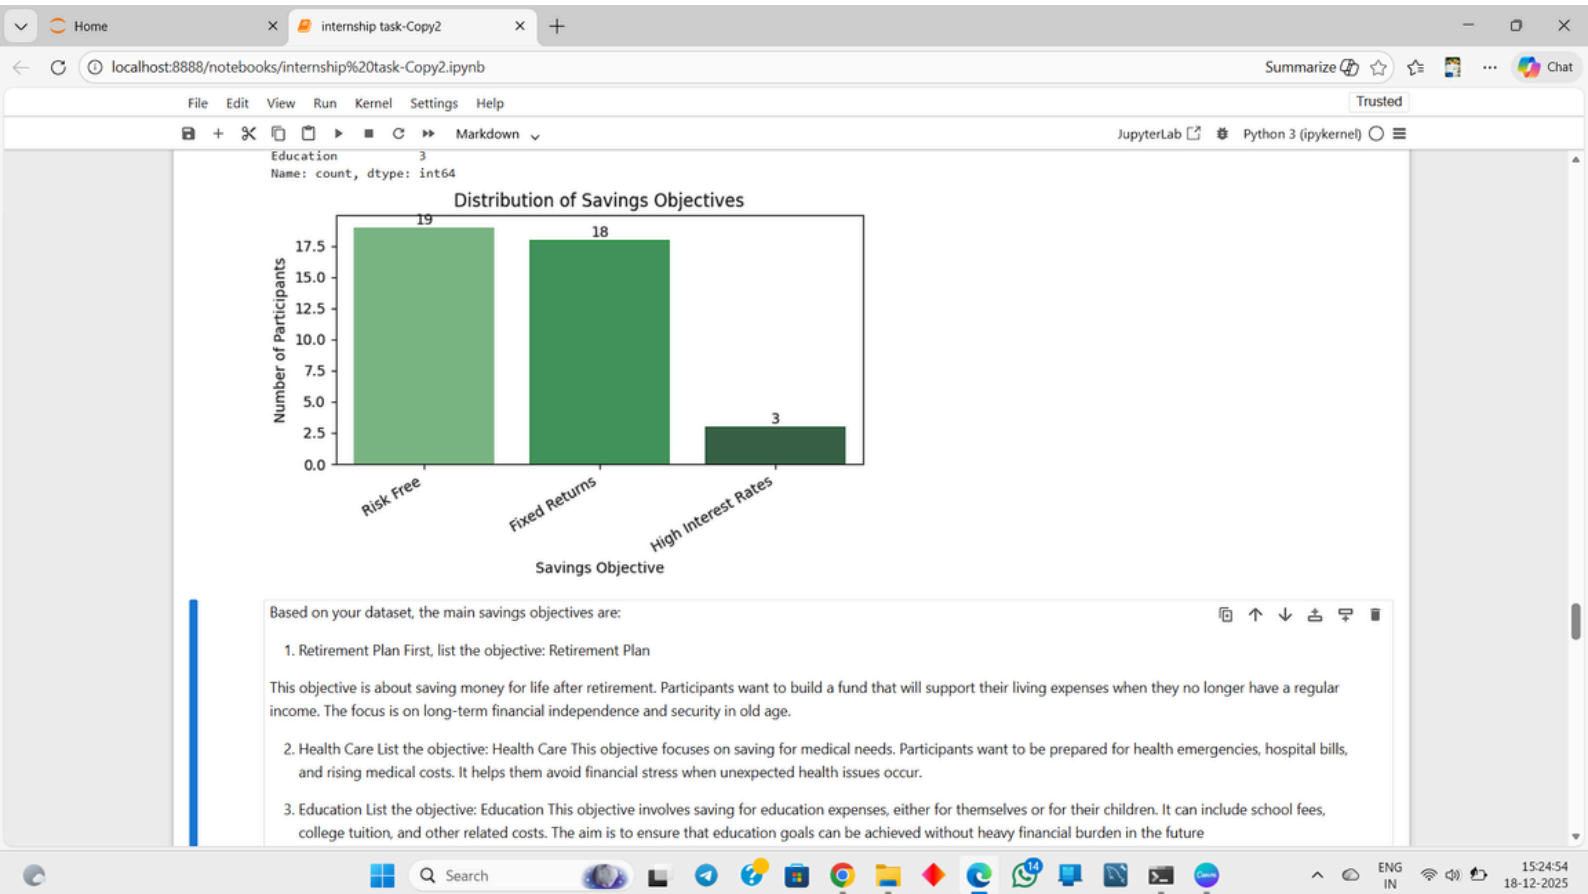 Home
internship task-Copy2
localhost:8888/notebooks/internship%20task-Copy2.ipynb
Summarize
Chat
File Edit View Run Kernel Settings Help
Trusted
Markdown
JupyterLab
Python 3 (ipykernel)
Education 3
Name: count, dtype: int64
Distribution of Savings Objectives
19
18
3
17.5
15.0
12.5
10.0
7.5
5.0
2.5
0.0
Number of Participants
Risk Free
Fixed Returns
High Interest Rates
Savings Objective
Based on your dataset, the main savings objectives are:
1. Retirement Plan First, list the objective: Retirement Plan
This objective is about saving money for life after retirement. Participants want to build a fund that will support their living expenses when they no longer have a regular
income. The focus is on long-term financial independence and security in old age.
2. Health Care List the objective: Health Care This objective focuses on saving for medical needs. Participants want to be prepared for health emergencies, hospital bills,
and rising medical costs. It helps them avoid financial stress when unexpected health issues occur.
3. Education List the objective: Education This objective involves saving for education expenses, either for themselves or for their children. It can include school fees,
college tuition, and other related costs. The aim is to ensure that education goals can be achieved without heavy financial burden in the future
Search
14
ENG
IN
15:24:54
18-12-2025